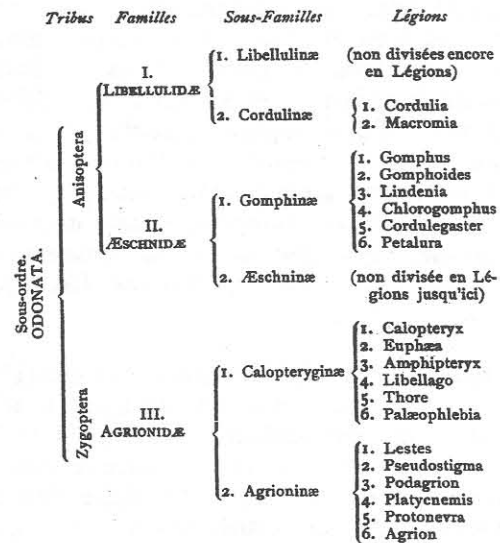 Tribus Familles Sous-Familles Légions
Sous-ordre.
ODONATA.
Anisoptera
I.
LIBELLULIDÆ
1. Libellulinæ
(non divisées encore
en Légions)
2. Cordulinæ
1. Cordulia
2. Macromia
II.
ÆSCHNIDÆ
1. Gomphinæ
1. Gomphus
2. Gomphoides
3. Lindenia
4. Chlorogomphus
5. Cordulegaster
6. Petalura
2. Æschninæ
(non divisée en Lé-
gions jusqu'ici)
Zygoptera
III.
AGRIONIDÆ
1. Calopteryginæ
1. Calopteryx
2. Euphæa
3. Amphipteryx
4. Libellago
5. Thore
6. Palæophlebia
2. Agrioninæ
1. Lestes
2. Pseudostigma
3. Podagrion
4. Platycnemis
5. Protonevra
6. Agrion